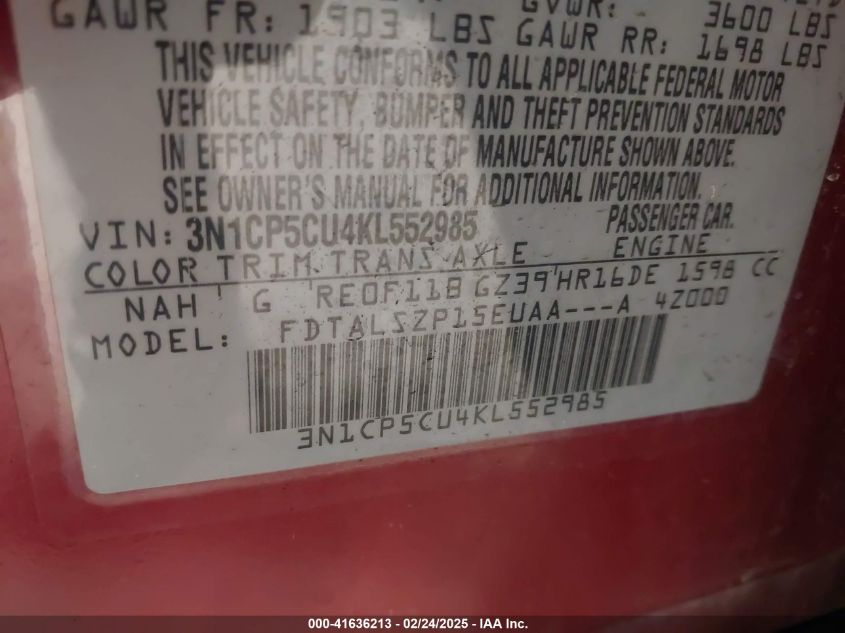 GVWR: 3600 LBS
GAWR FR: 1903 LBS GAWR RR: 1698 LBS
THIS VEHICLE CONFORMS TO ALL APPLICABLE FEDERAL MOTOR
VEHICLE SAFETY, BUMPER AND THEFT PREVENTION STANDARDS
IN EFFECT ON THE DATE OF MANUFACTURE SHOWN ABOVE.
SEE OWNER'S MANUAL FOR ADDITIONAL INFORMATION.
VIN: 3N1CP5CU4KL552985 PASSENGER CAR.
COLOR TRIM TRANS AXLE ENGINE
NAH G RE0F11B GZ39 HR16DE 1598 CC
MODEL: FDTALSZP15EUAA---A 42000
3N1CP5CU4KL552985
000-41636213 - 02/24/2025 - IAA Inc.